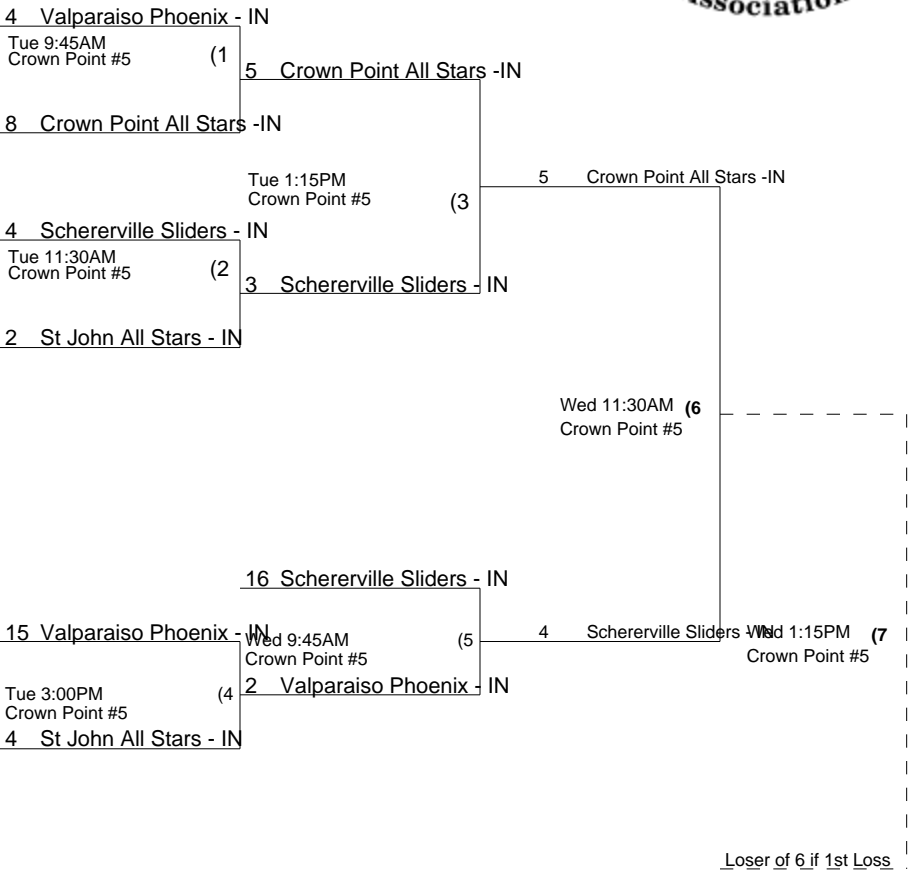 ssociation
4 Valparaiso Phoenix - IN
Tue 9:45AM
Crown Point #5
(1
5 Crown Point All Stars -IN
8 Crown Point All Stars -IN
Tue 1:15PM
Crown Point #5
(3
5 Crown Point All Stars -IN
4 Schererville Sliders - IN
Tue 11:30AM
Crown Point #5
(2
3 Schererville Sliders - IN
2 St John All Stars - IN
Wed 11:30AM (6
Crown Point #5
16 Schererville Sliders - IN
15 Valparaiso Phoenix - IN
Wed 9:45AM
Crown Point #5
(5
4 Schererville Sliders - IN
Wed 1:15PM (7
Crown Point #5
2 Valparaiso Phoenix - IN
Tue 3:00PM
Crown Point #5
(4
4 St John All Stars - IN
Loser of 6 if 1st Loss